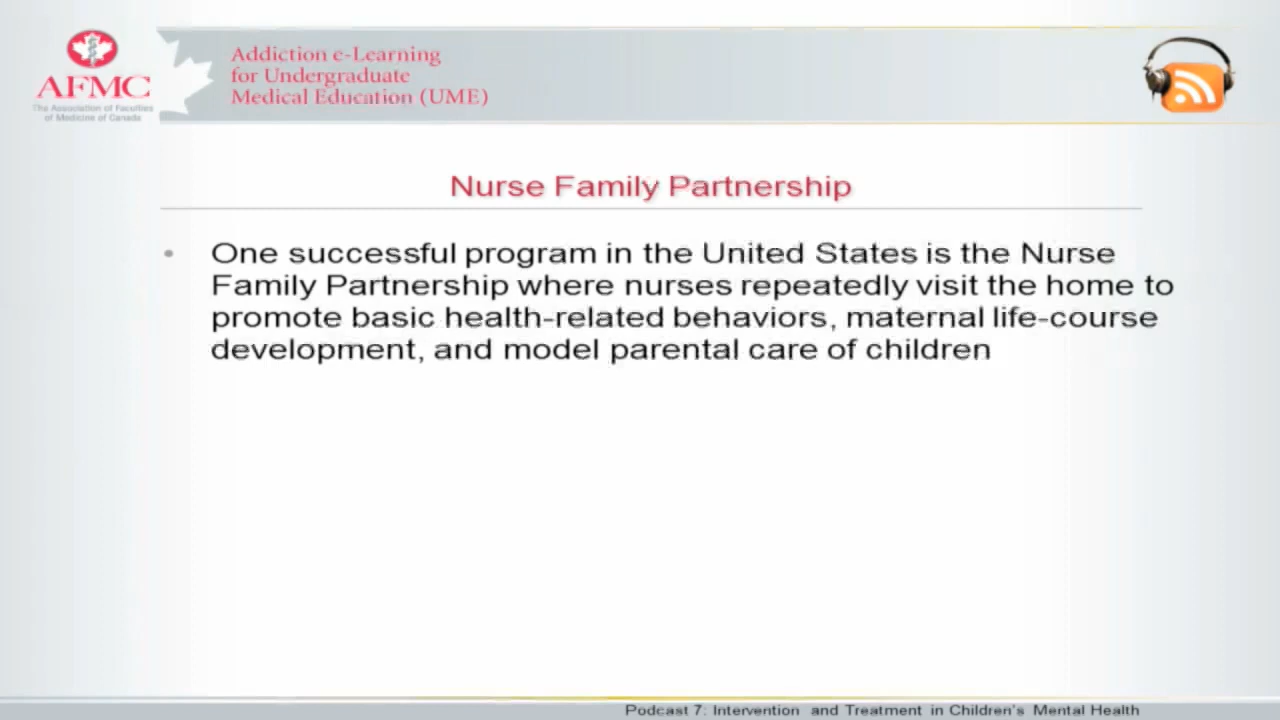 AFMC
The Association of Faculties
of Medicine of Canada
Addiction e-Learning
for Undergraduate
Medical Education (UME)
Nurse Family Partnership
• One successful program in the United States is the Nurse
Family Partnership where nurses repeatedly visit the home to
promote basic health-related behaviors, maternal life-course
development, and model parental care of children
Podcast 7: Intervention and Treatment in Children's Mental Health